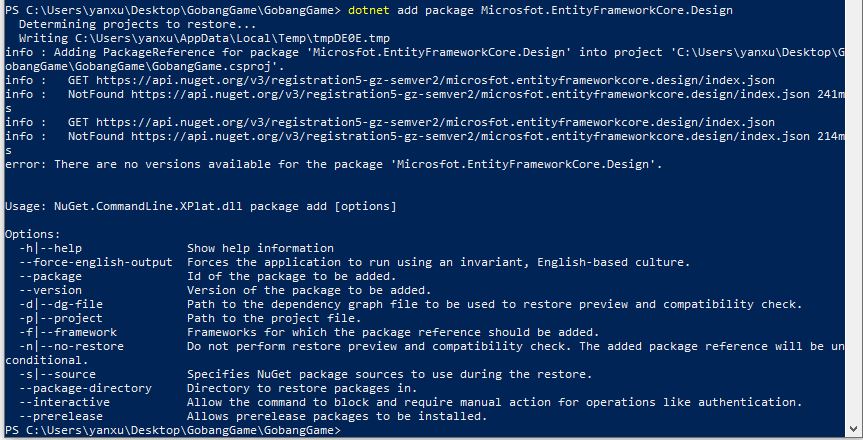 PS C:\Users\yanxu\Desktop\GobangGame\GobangGame> dotnet add package Microsfot.EntityFrameworkCore.Design
  Determining projects to restore...
  Writing C:\Users\yanxu\AppData\Local\Temp\tmpDE0E.tmp
info : Adding PackageReference for package 'Microsfot.EntityFrameworkCore.Design' into project 'C:\Users\yanxu\Desktop\G
obangGame\GobangGame\GobangGame.csproj'.
info :   GET https://api.nuget.org/v3/registration5-gz-semver2/microsfot.entityframeworkcore.design/index.json
info :   NotFound https://api.nuget.org/v3/registration5-gz-semver2/microsfot.entityframeworkcore.design/index.json 241m
s
info :   GET https://api.nuget.org/v3/registration5-gz-semver2/microsfot.entityframeworkcore.design/index.json
info :   NotFound https://api.nuget.org/v3/registration5-gz-semver2/microsfot.entityframeworkcore.design/index.json 214m
s
error: There are no versions available for the package 'Microsfot.EntityFrameworkCore.Design'.
Usage: NuGet.CommandLine.XPlat.dll package add [options]
Options:
  -h|--help               Show help information
  --force-english-output  Forces the application to run using an invariant, English-based culture.
  --package               Id of the package to be added.
  --version               Version of the package to be added.
  -d|--dg-file            Path to the dependency graph file to be used to restore preview and compatibility check.
  -p|--project            Path to the project file.
  -f|--framework          Frameworks for which the package reference should be added.
  -n|--no-restore         Do not perform restore preview and compatibility check. The added package reference will be un
conditional.
  -s|--source             Specifies NuGet package sources to use during the restore.
  --package-directory     Directory to restore packages in.
  --interactive           Allow the command to block and require manual action for operations like authentication.
  --prerelease            Allows prerelease packages to be installed.
PS C:\Users\yanxu\Desktop\GobangGame\GobangGame>